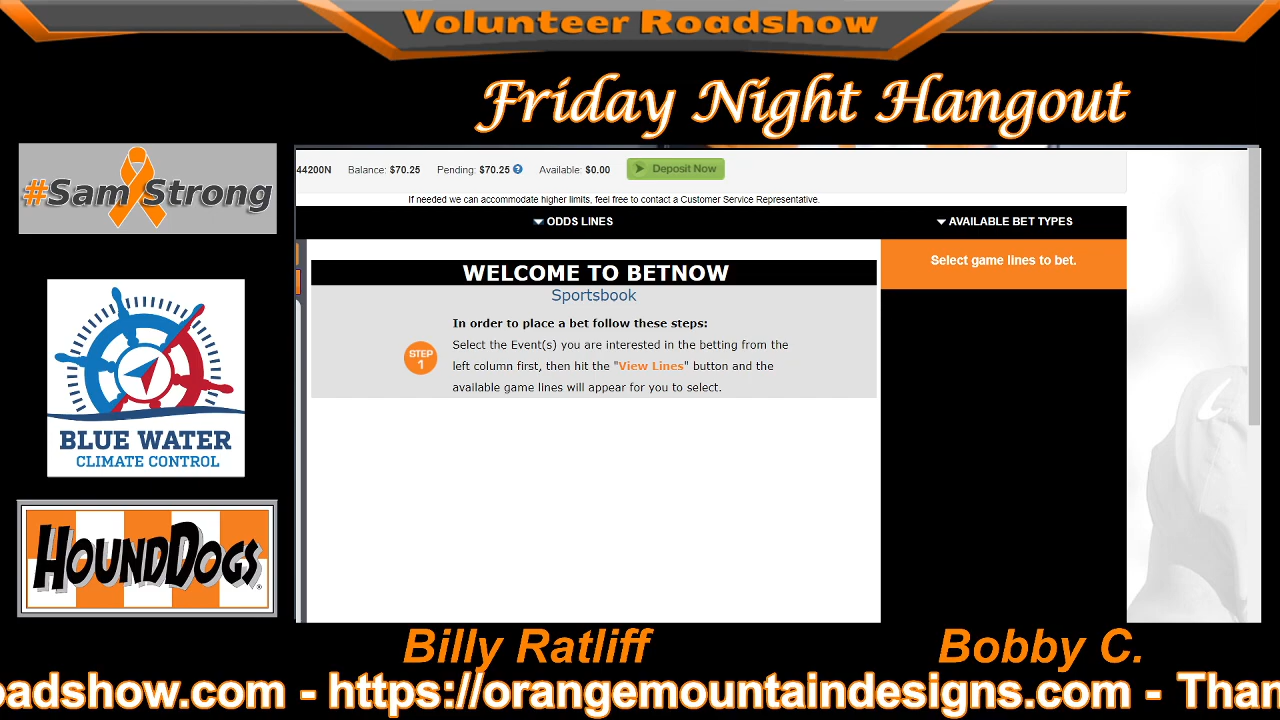 Volunteer Roadshow
Friday Night Hangout
#Sam Strong
44200N Balance: $70.25 Pending: $70.25 ? Available: $0.00 Deposit Now
If needed we can accommodate higher limits, feel free to contact a Customer Service Representative.
ODDS LINES
AVAILABLE BET TYPES
Select game lines to bet.
WELCOME TO BETNOW
Sportsbook
In order to place a bet follow these steps:
STEP
1
Select the Event(s) you are interested in the betting from the
left column first, then hit the "View Lines" button and the
available game lines will appear for you to select.
BLUE WATER
CLIMATE CONTROL
HOUNDDOGS®
Billy Ratliff
Bobby C.
oadshow.com - https://orangemountaindesigns.com - Than